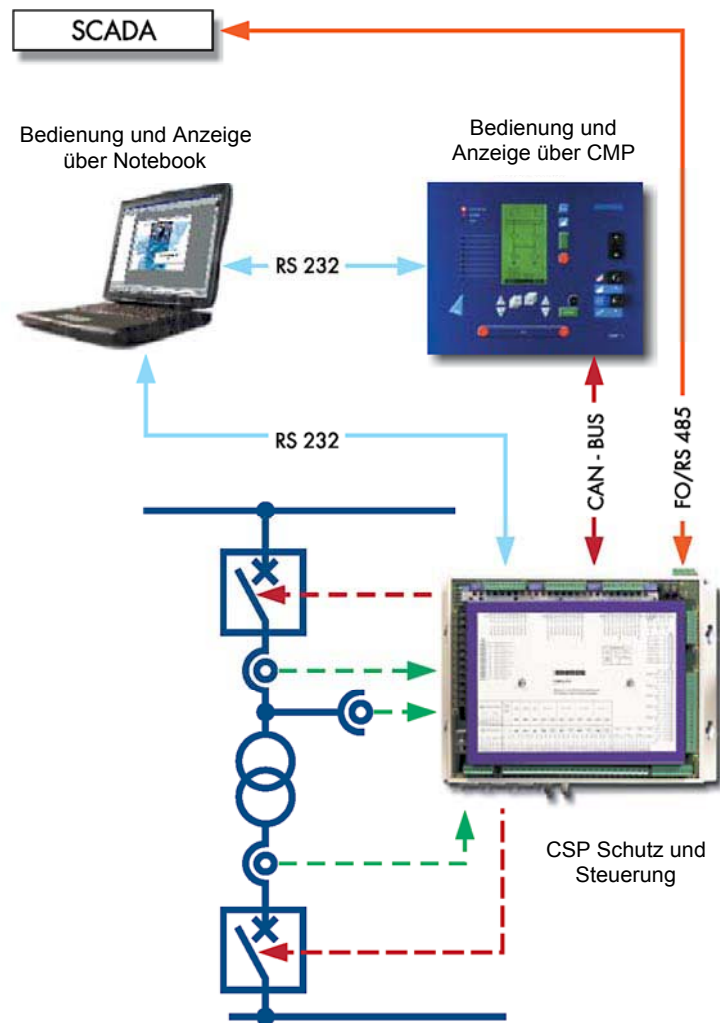 SCADA
Bedienung und Anzeige
über Notebook
Bedienung und
Anzeige über CMP
RS 232
RS 232
CAN - BUS
FO/RS 485
CSP Schutz und
Steuerung